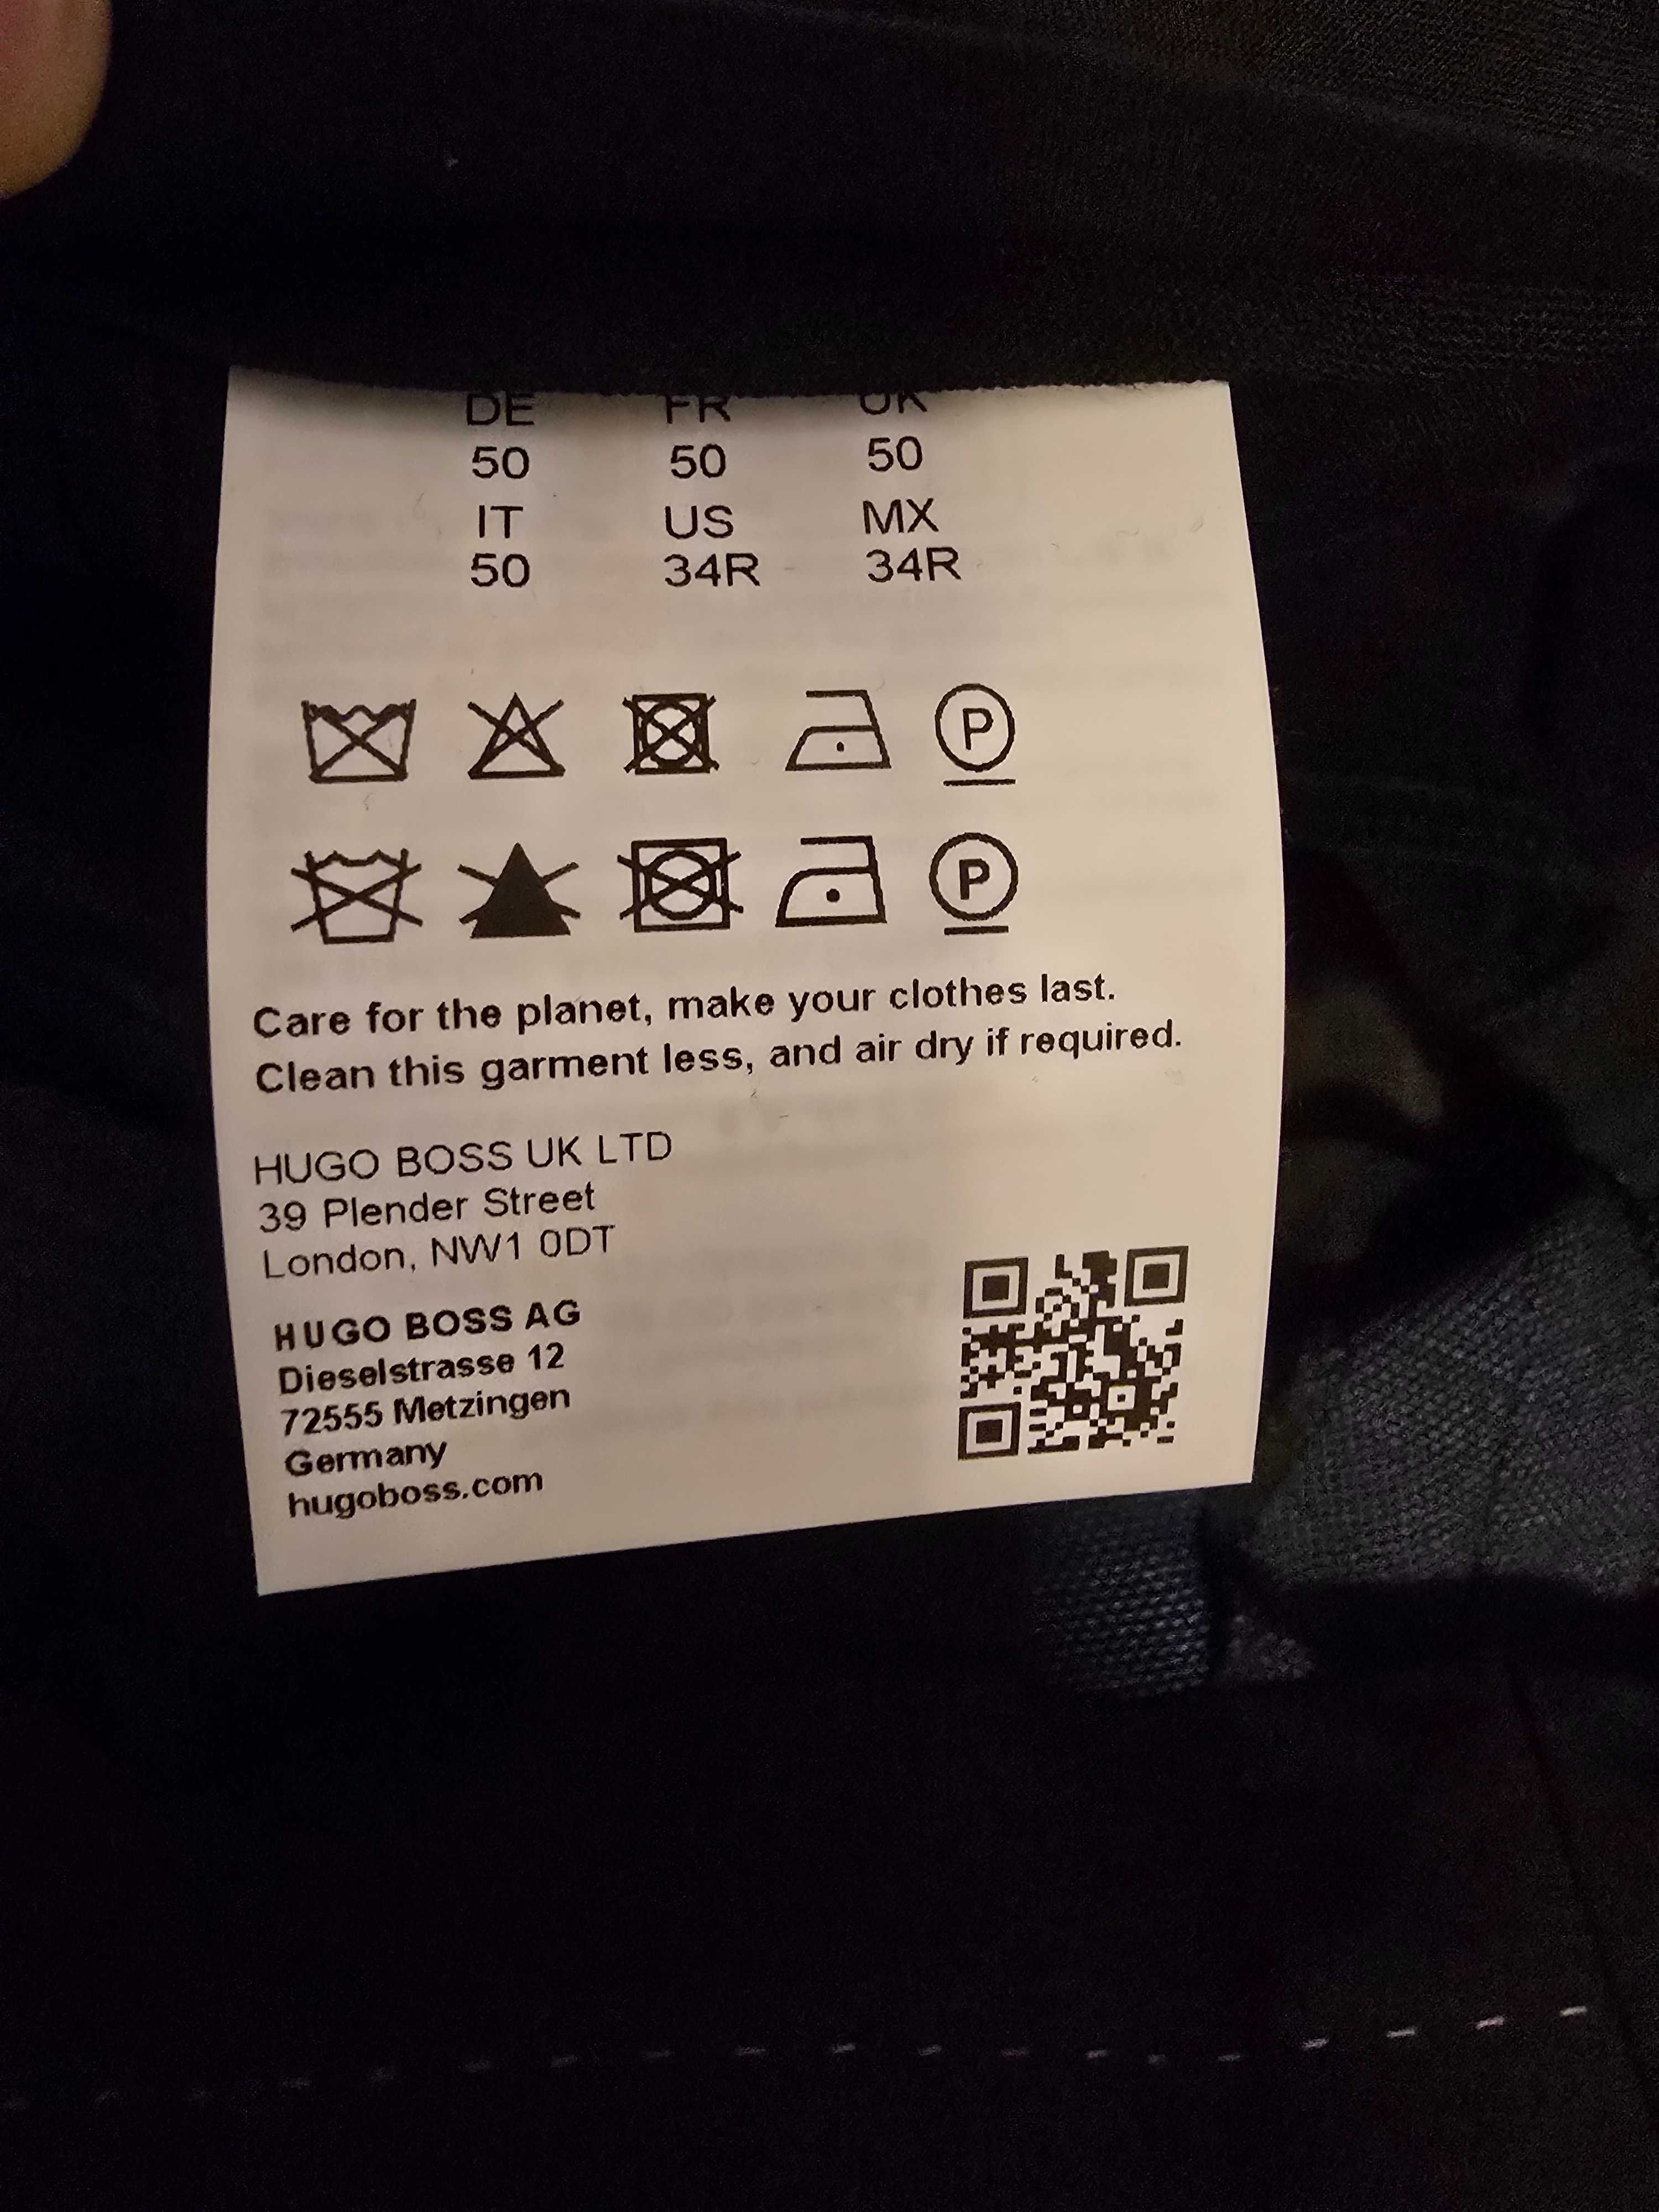 DE FR UK
50 50 50
IT US MX
50 34R 34R
P
P
Care for the planet, make your clothes last.
Clean this garment less, and air dry if required.
HUGO BOSS UK LTD
39 Plender Street
London, NW1 0DT
HUGO BOSS AG
Dieselstrasse 12
72555 Metzingen
Germany
hugoboss.com